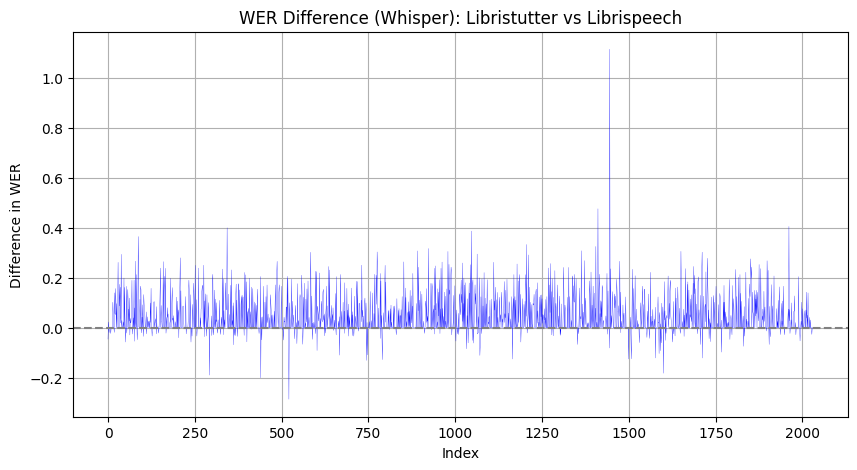 WER Difference (Whisper): Libristutter vs Librispeech
Difference in WER
1.0
0.8
0.6
0.4
0.2
0.0
−0.2
0 250 500 750 1000 1250 1500 1750 2000
Index